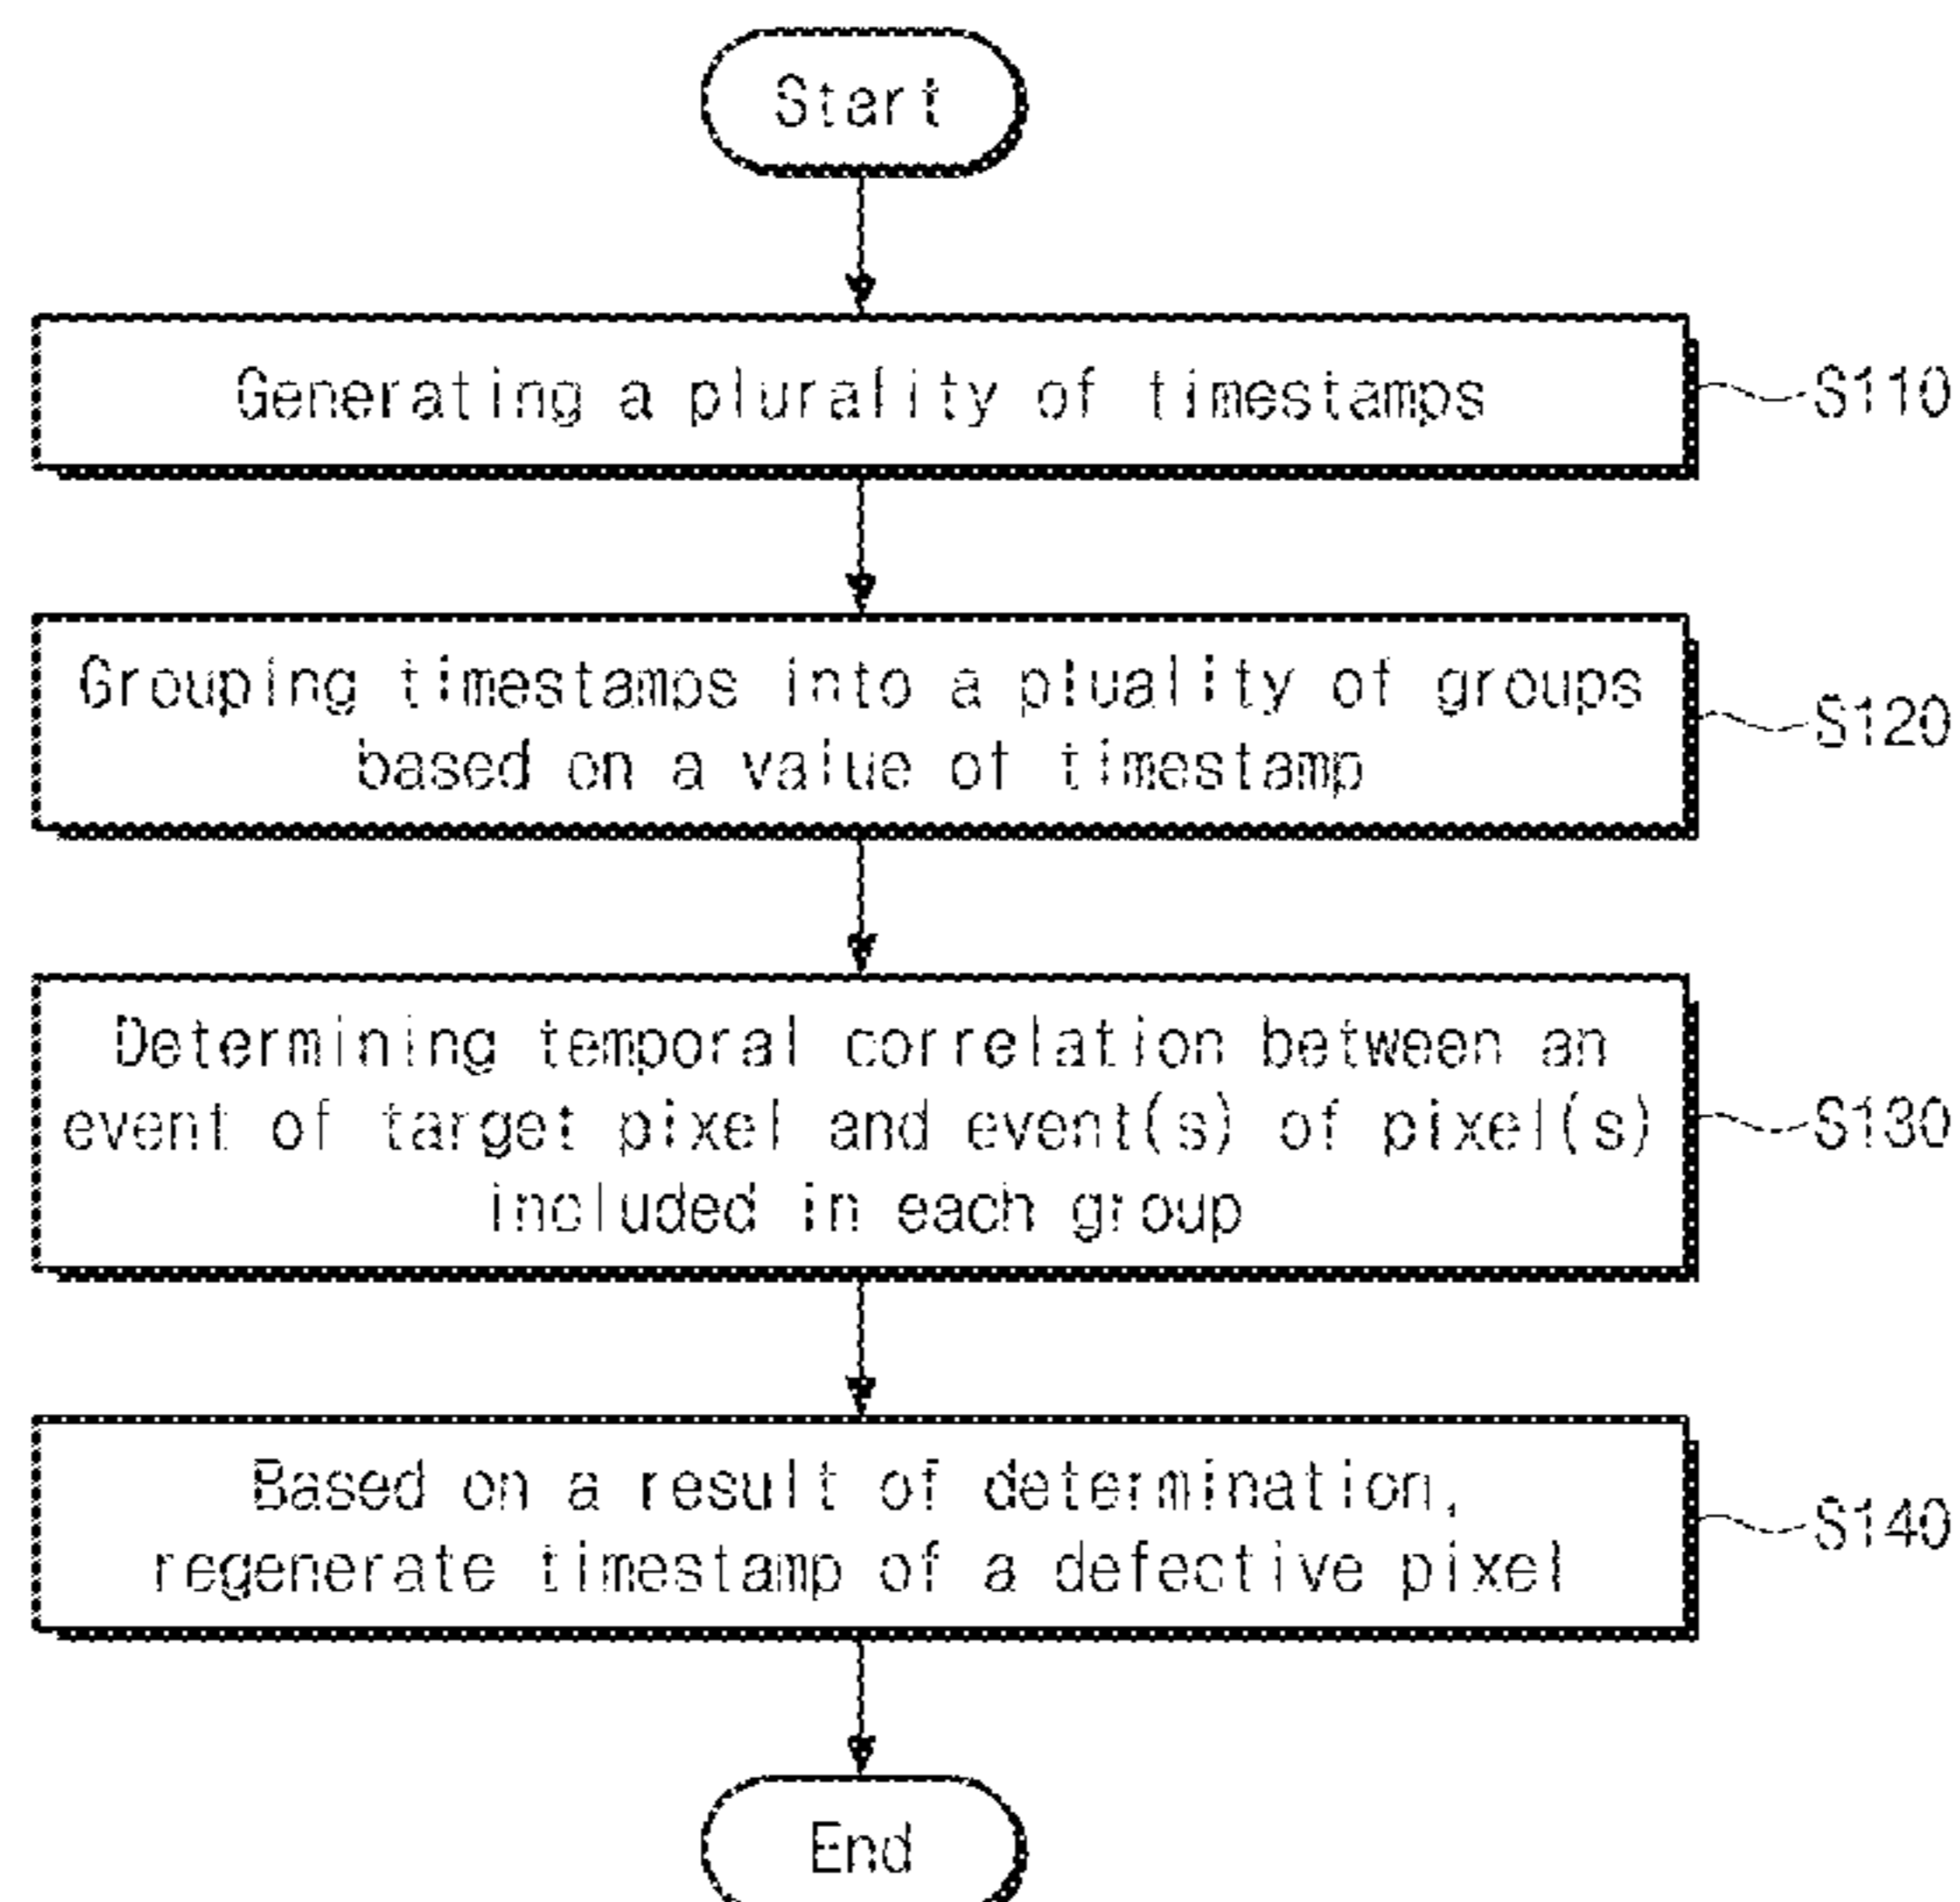 Start
Generating a plurality of timestamps
S110
Grouping timestamps into a pluality of groups
based on a value of timestamp
S120
Determining temporal correlation between an
event of target pixel and event(s) of pixel(s)
included in each group
S130
Based on a result of determination,
regenerate timestamp of a defective pixel
S140
End